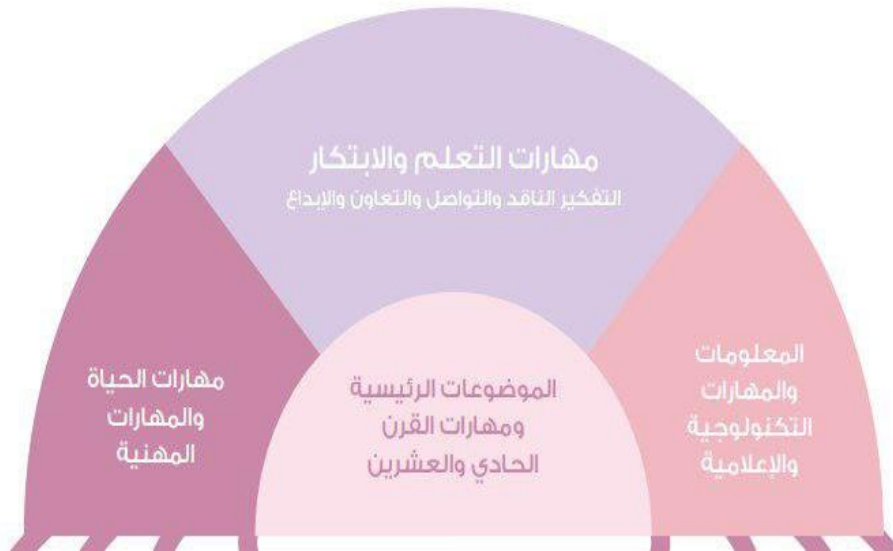 مهارات التعلم والابتكار
التفكير الناقد والتواصل والتعاون والإبداع
المعلومات
والمهارات
التكنولوجية
والإعلامية
الموضوعات الرئيسية
ومهارات القرن
الحادي والعشرين
مهارات الحياة
والمهارات
المهنية